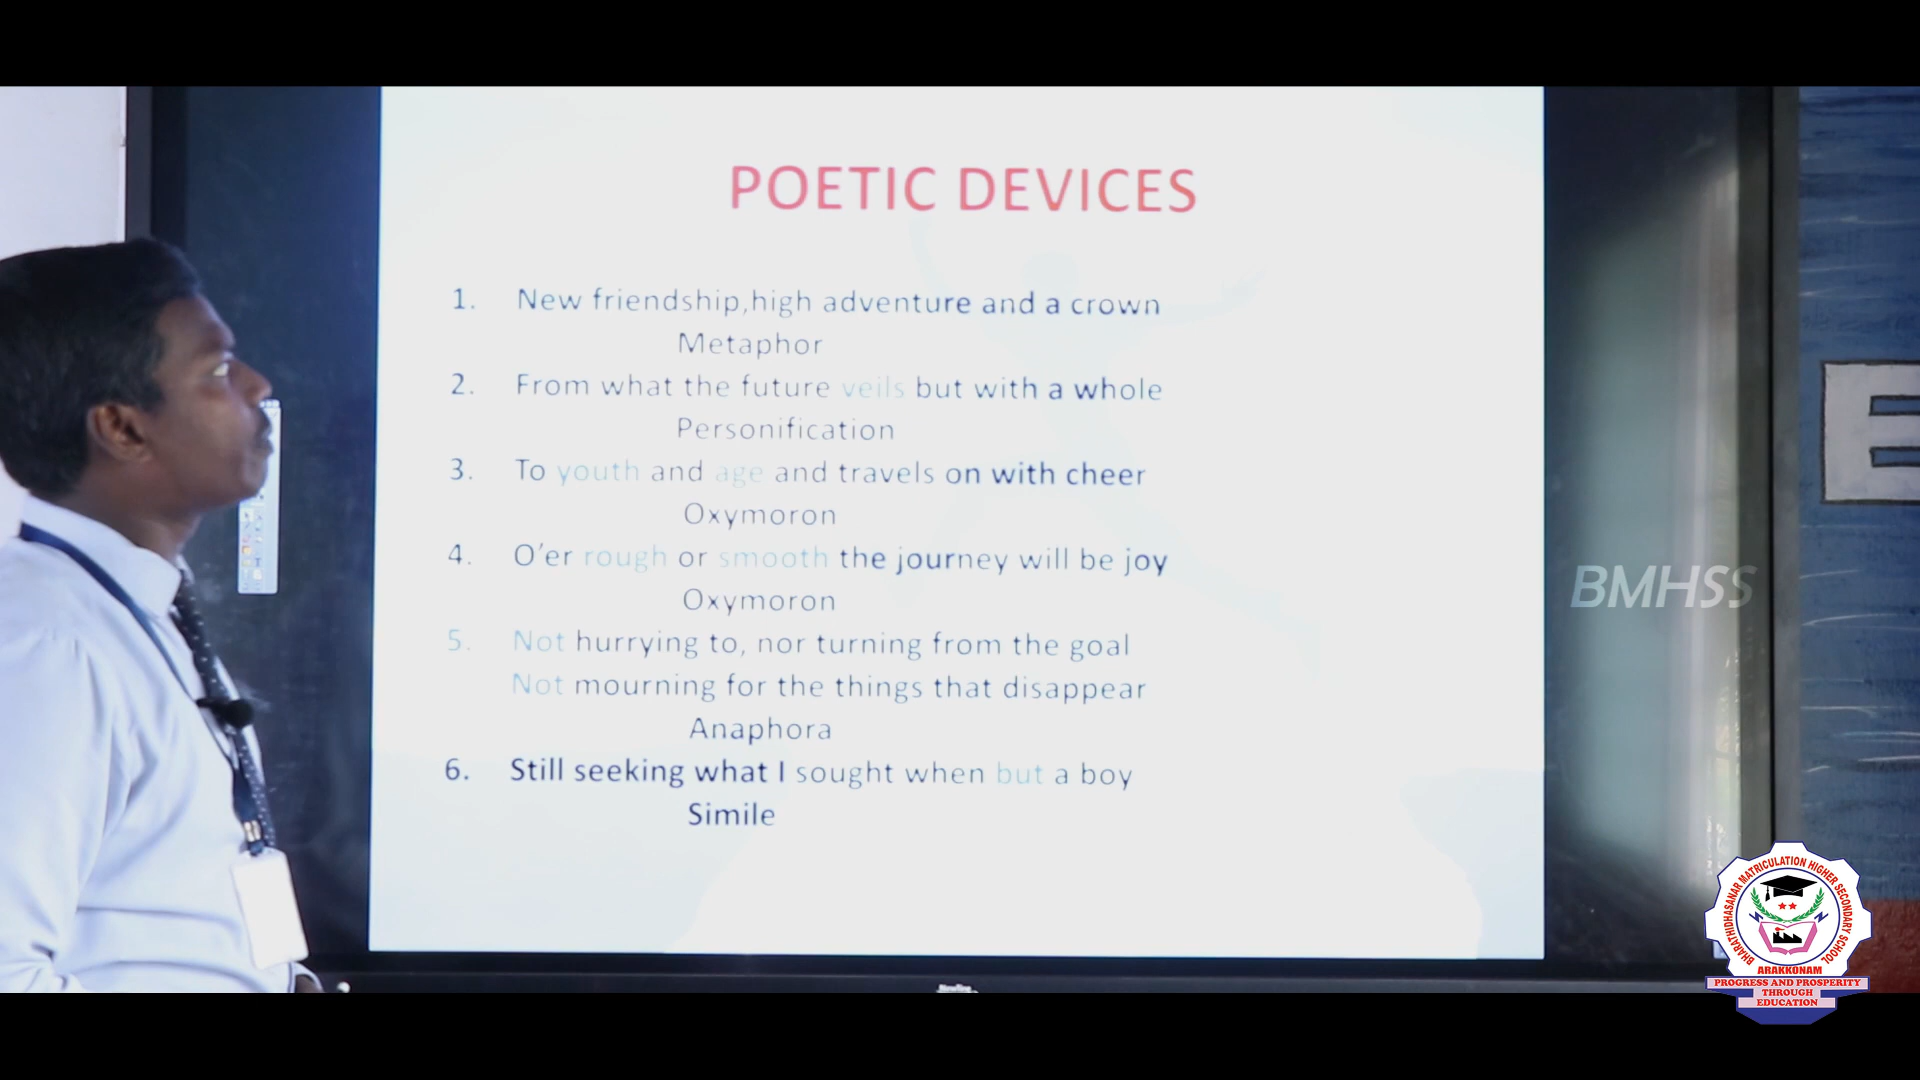 POETIC DEVICES
1. New friendship,high adventure and a crown
Metaphor
2. From what the future veils but with a whole
Personification
3. To youth and age and travels on with cheer
Oxymoron
4. O’er rough or smooth the journey will be joy
Oxymoron
5. Not hurrying to, nor turning from the goal
Not mourning for the things that disappear
Anaphora
6. Still seeking what I sought when but a boy
Simile
E
BMHSS
BHARATHIDHASANAR MATRICULATION HIGHER SECONDARY SCHOOL
ARAKKONAM
PROGRESS AND PROSPERITY
THROUGH
EDUCATION
Newline